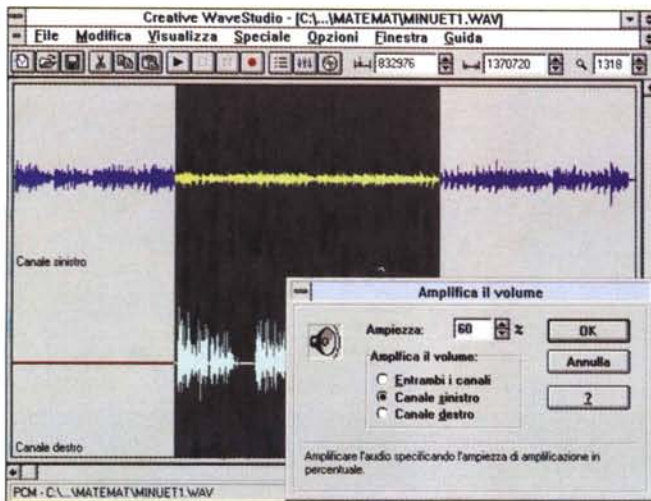 Creative WaveStudio - [C:\...\MATEMAT\MINUET1.WAV]
File Modifica Visualizza Speciale Opzioni Finestra Guida
832976 1370720 1318
Canale sinistro
Canale destro
PCM - C:\...\MATEMAT\MINUET1.WAV
Amplifica il volume
Ampiezza: 60 %
OK
Amplifica il volume:
Annulla
Entrambi i canali
Canale sinistro
?
Canale destro
Amplificare l'audio specificando l'ampiezza di amplificazione in
percentuale.